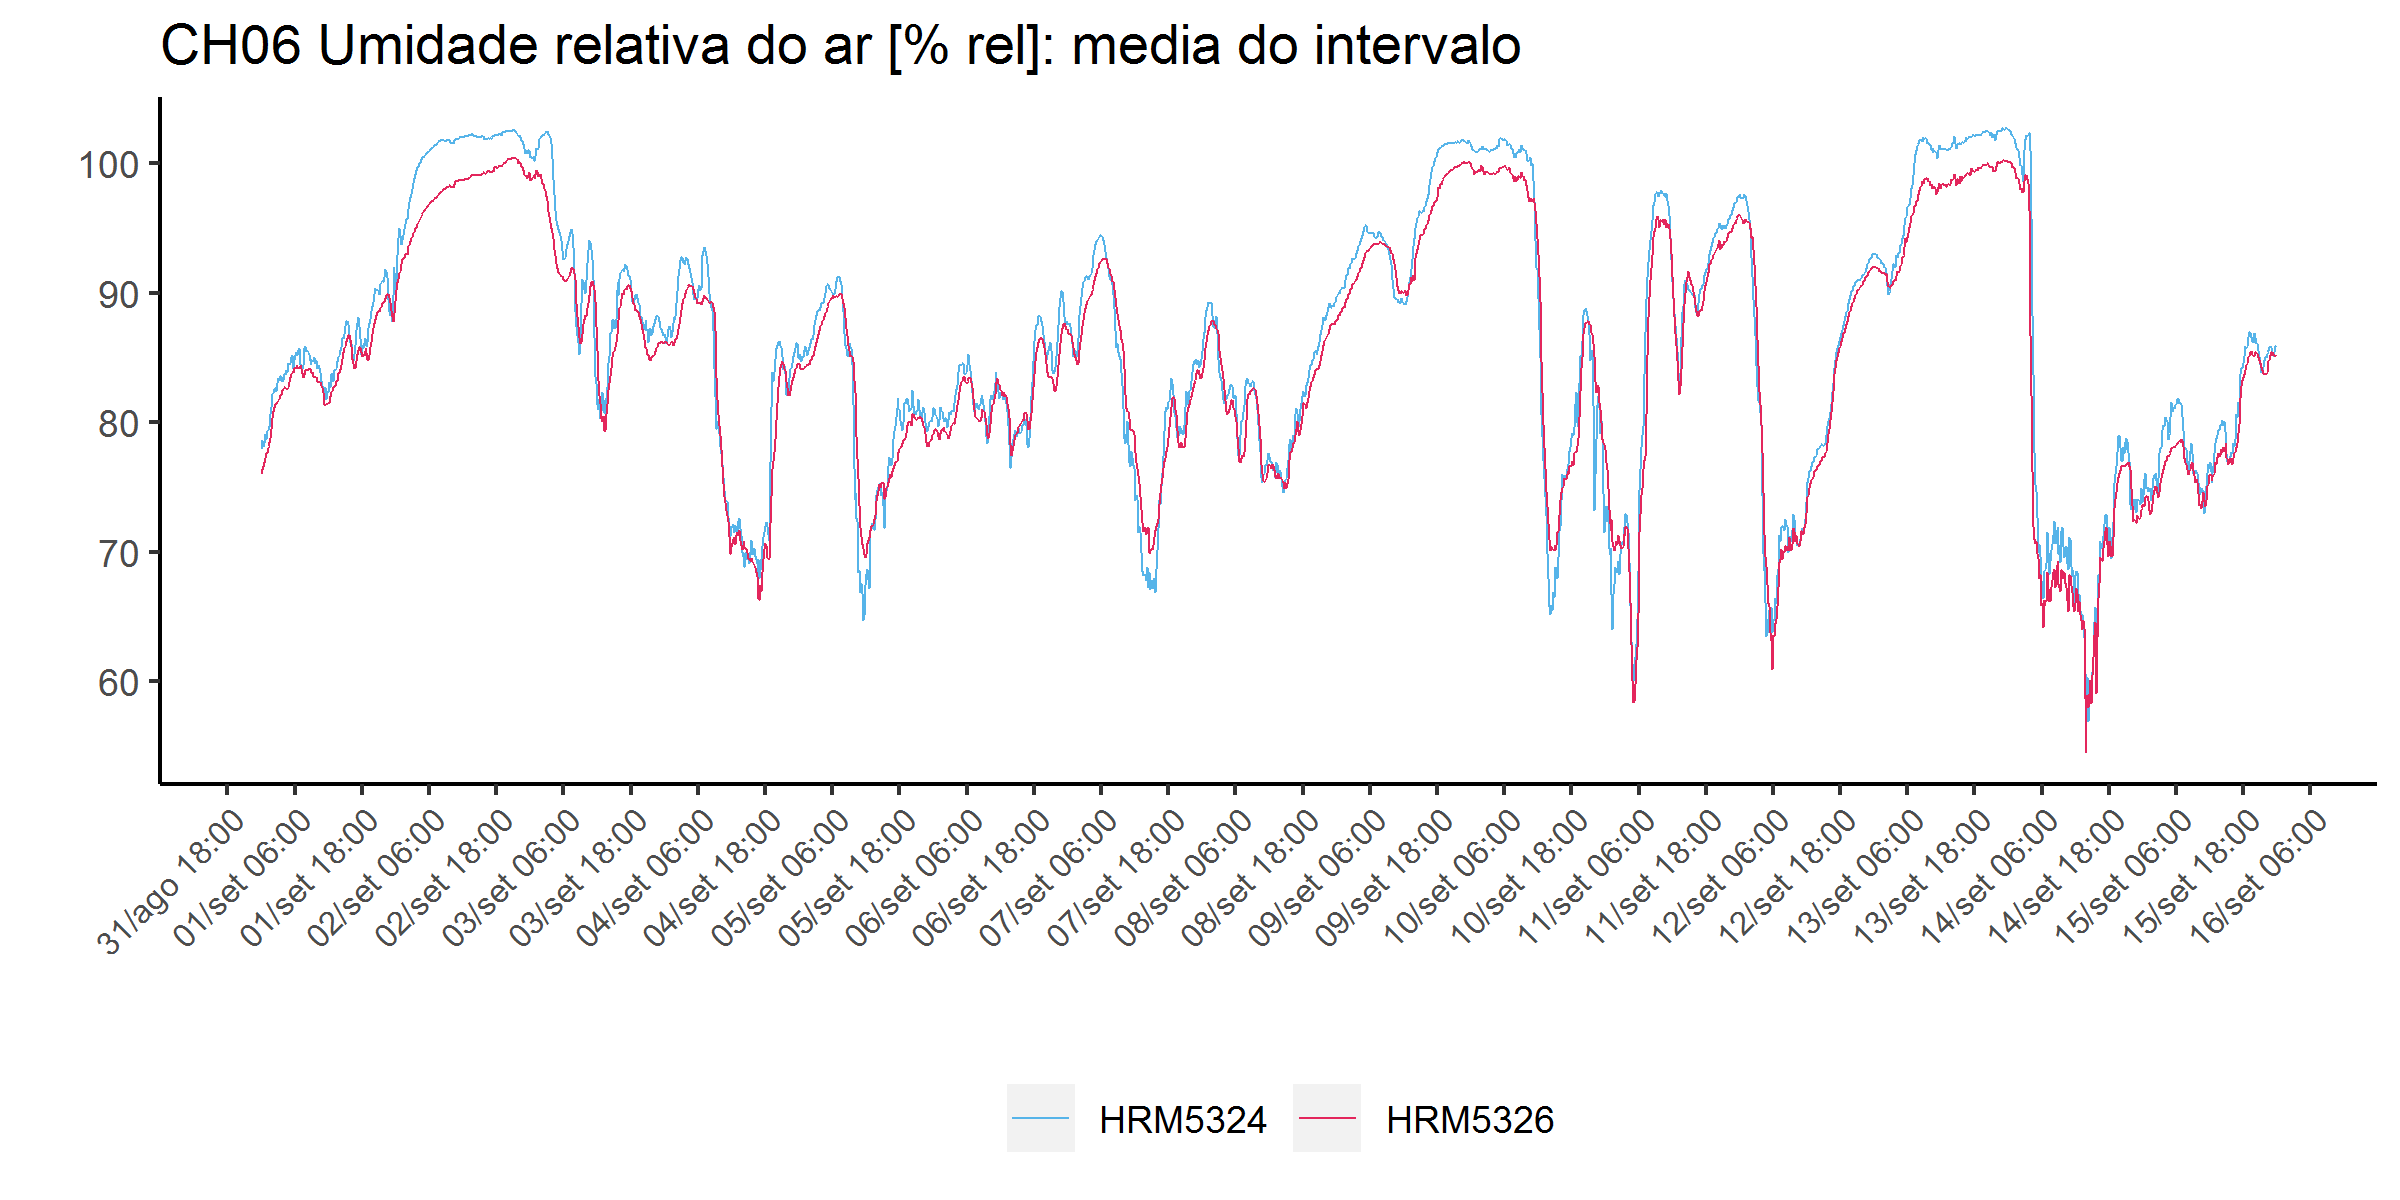 CH06 Umidade relativa do ar [% rel]: media do intervalo
100
90
80
70
60
31/ago 18:00
01/set 06:00
01/set 18:00
02/set 06:00
02/set 18:00
03/set 06:00
03/set 18:00
04/set 06:00
04/set 18:00
05/set 06:00
05/set 18:00
06/set 06:00
06/set 18:00
07/set 06:00
07/set 18:00
08/set 06:00
08/set 18:00
09/set 06:00
09/set 18:00
10/set 06:00
10/set 18:00
11/set 06:00
11/set 18:00
12/set 06:00
12/set 18:00
13/set 06:00
13/set 18:00
14/set 06:00
14/set 18:00
15/set 06:00
15/set 18:00
16/set 06:00
HRM5324 HRM5326